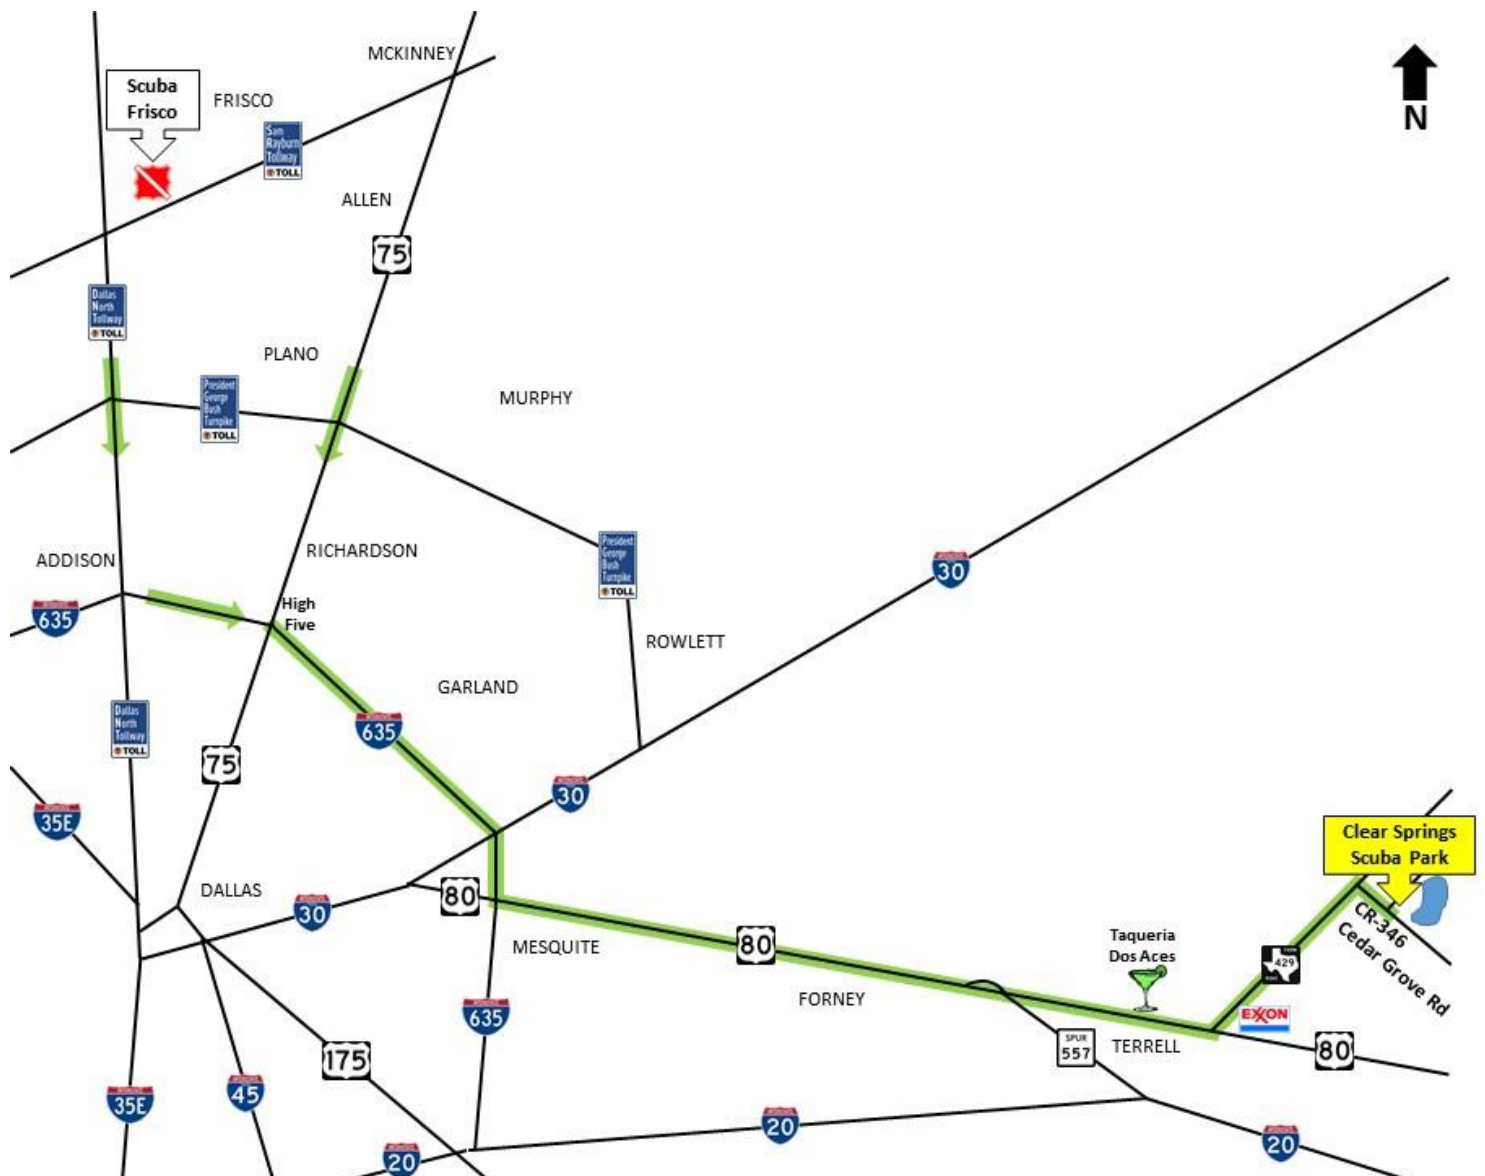 MCKINNEY
Scuba
Frisco
FRISCO
N
Sam
Rayburn
Tollway
TOLL
ALLEN
75
Dallas
North
Tollway
TOLL
PLANO
President
George
Bush
Turnpike
TOLL
MURPHY
ADDISON
RICHARDSON
President
George
Bush
Turnpike
TOLL
30
635
High
Five
ROWLETT
GARLAND
Dallas
North
Tollway
TOLL
635
75
30
35E
Clear Springs
Scuba Park
DALLAS
80
30
CR-346
Cedar Grove Rd
MESQUITE
80
Taqueria
Dos Aces
429
FORNEY
635
EXXON
SPUR
557
TERRELL
80
175
35E
45
20
20
20